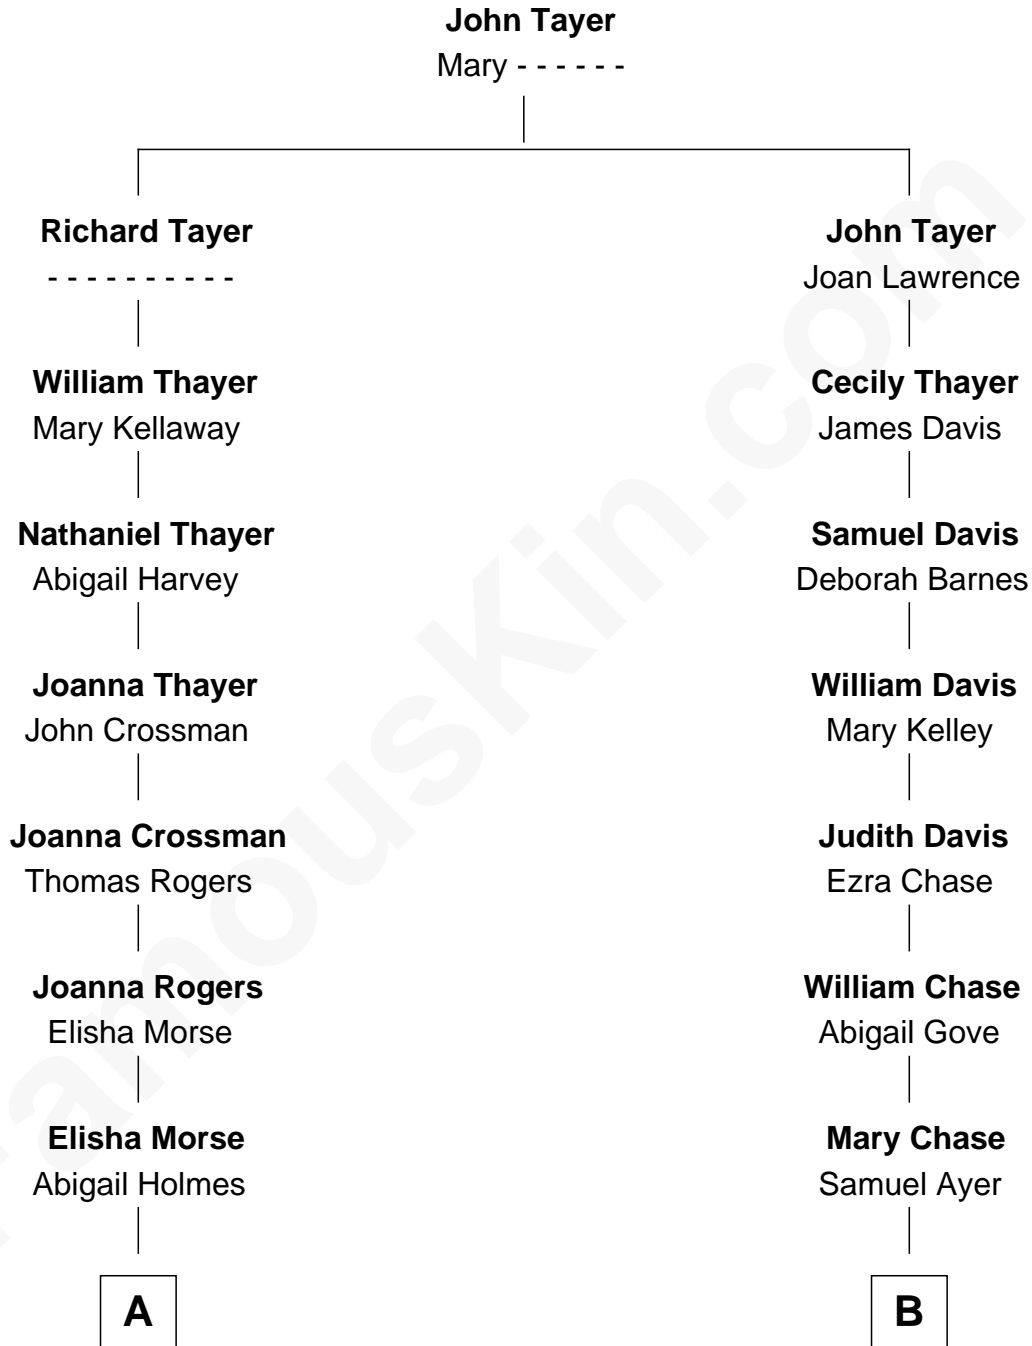 John Tayer
Mary - - - - - -
Richard Tayer
- - - - - - - - - -
John Tayer
Joan Lawrence
William Thayer
Mary Kellaway
Cecily Thayer
James Davis
Nathaniel Thayer
Abigail Harvey
Samuel Davis
Deborah Barnes
Joanna Thayer
John Crossman
William Davis
Mary Kelley
Joanna Crossman
Thomas Rogers
Judith Davis
Ezra Chase
Joanna Rogers
Elisha Morse
William Chase
Abigail Gove
Elisha Morse
Abigail Holmes
Mary Chase
Samuel Ayer
A
B
FamousKin.com